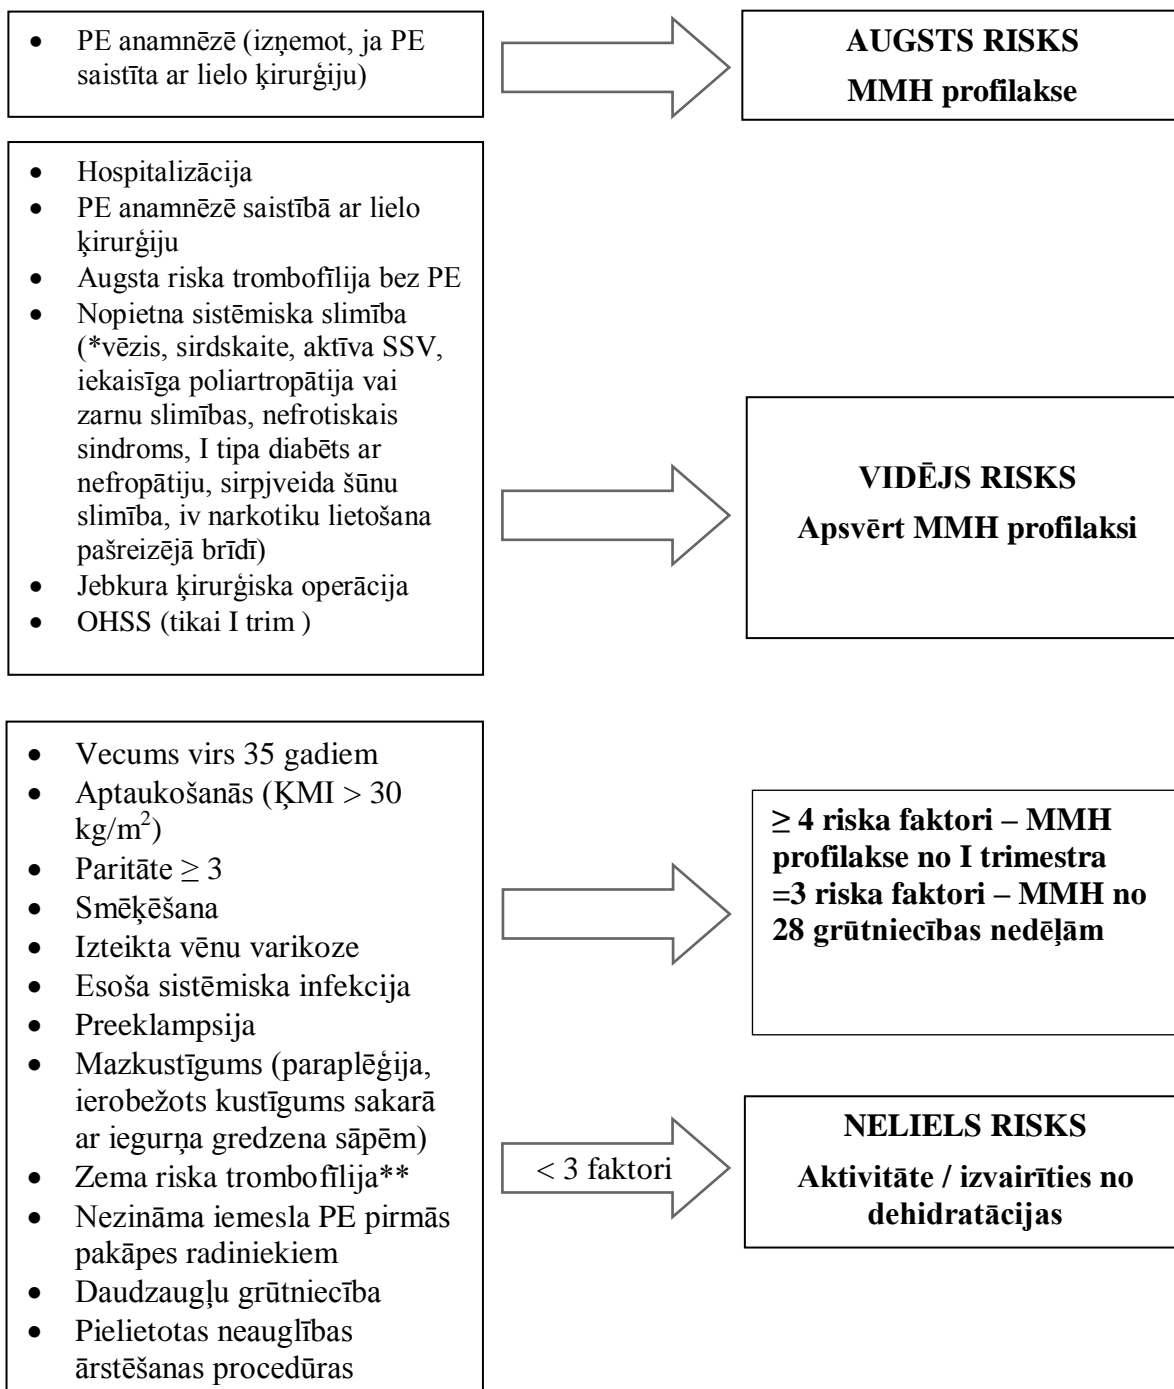 • PE anamnēzē (izņemot, ja PE
saistīta ar lielo ķirurģiju)
AUGSTS RISKS
MMH profilakse
• Hospitalizācija
• PE anamnēzē saistībā ar lielo
ķirurģiju
• Augsta riska trombofīlija bez PE
• Nopietna sistēmiska slimība
(*vēzis, sirdskaite, aktīva SSV,
iekaisīga poliartropātija vai
zarnu slimības, nefrotiskais
sindroms, I tipa diabēts ar
nefropātiju, sirpjveida šūnu
slimība, iv narkotiku lietošana
pašreizējā brīdī)
• Jebkura ķirurģiska operācija
• OHSS (tikai I trim )
VIDĒJS RISKS
Apsvērt MMH profilaksi
• Vecums virs 35 gadiem
• Aptaukošanās (ĶMI > 30
kg/m²)
• Paritāte ≥ 3
• Smēķēšana
• Izteikta vēnu varikoze
• Esoša sistēmiska infekcija
• Preeklampsija
• Mazkustīgums (paraplēģija,
ierobežots kustīgums sakarā
ar iegurņa gredzena sāpēm)
• Zema riska trombofīlija**
• Nezināma iemesla PE pirmās
pakāpes radiniekiem
• Daudzaugļu grūtniecība
• Pielietotas neauglības
ārstēšanas procedūras
≥ 4 riska faktori – MMH
profilakse no I trimestra
=3 riska faktori – MMH no
28 grūtniecības nedēļām
< 3 faktori
NELIELS RISKS
Aktivitāte / izvairīties no
dehidratācijas